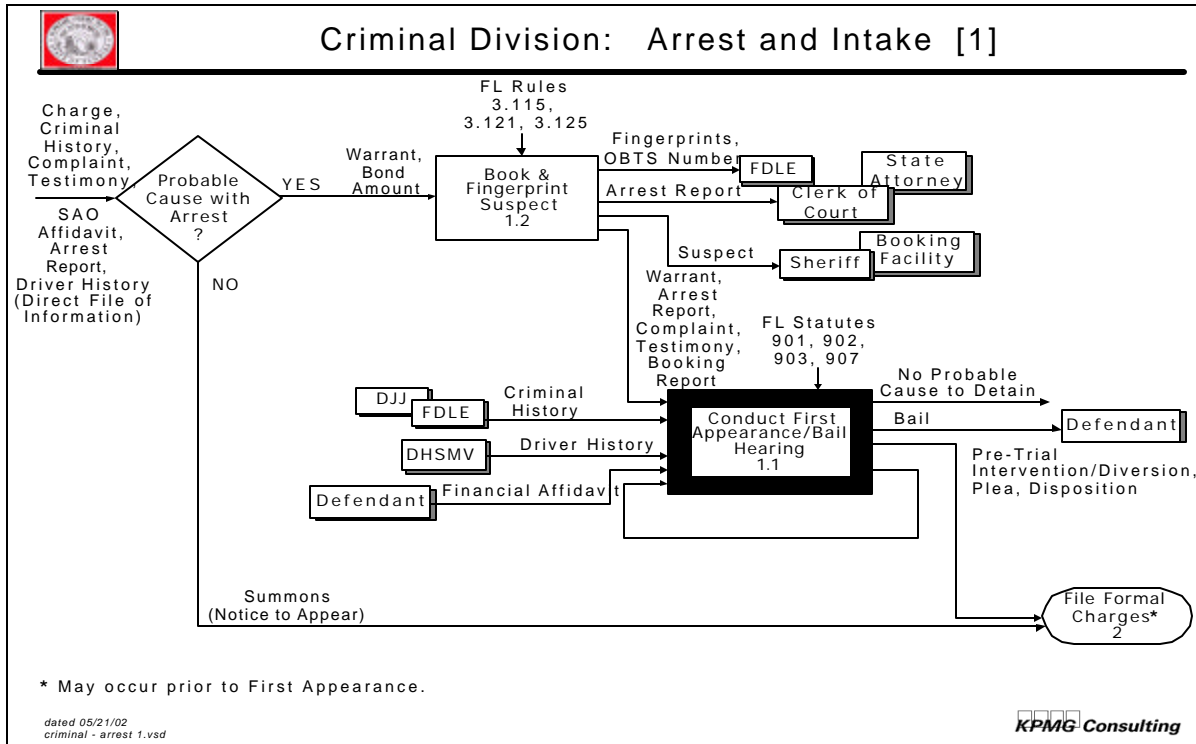 Criminal Division: Arrest and Intake [1]
Charge,
Criminal
History,
Complaint,
Testimony,
SAO
Affidavit,
Arrest
Report,
Driver History
(Direct File of
Information)
Probable
Cause with
Arrest
?
YES
NO
Warrant,
Bond
Amount
FL Rules
3.115,
3.121, 3.125
Book &
Fingerprint
Suspect
1.2
Fingerprints,
OBTS Number
FDLE
State
Attorney
Arrest Report
Clerk of
Court
Suspect
Sheriff
Booking
Facility
Warrant,
Arrest
Report,
Complaint,
Testimony,
Booking
Report
FL Statutes
901, 902,
903, 907
DJJ
FDLE
Criminal
History
DHSMV
Driver History
Defendant
Financial Affidavit
Conduct First
Appearance/Bail
Hearing
1.1
No Probable
Cause to Detain
Bail
Defendant
Pre-Trial
Intervention/Diversion,
Plea, Disposition
Summons
(Notice to Appear)
File Formal
Charges*
2
* May occur prior to First Appearance.
dated 05/21/02
criminal - arrest 1.vsd
KPMG Consulting